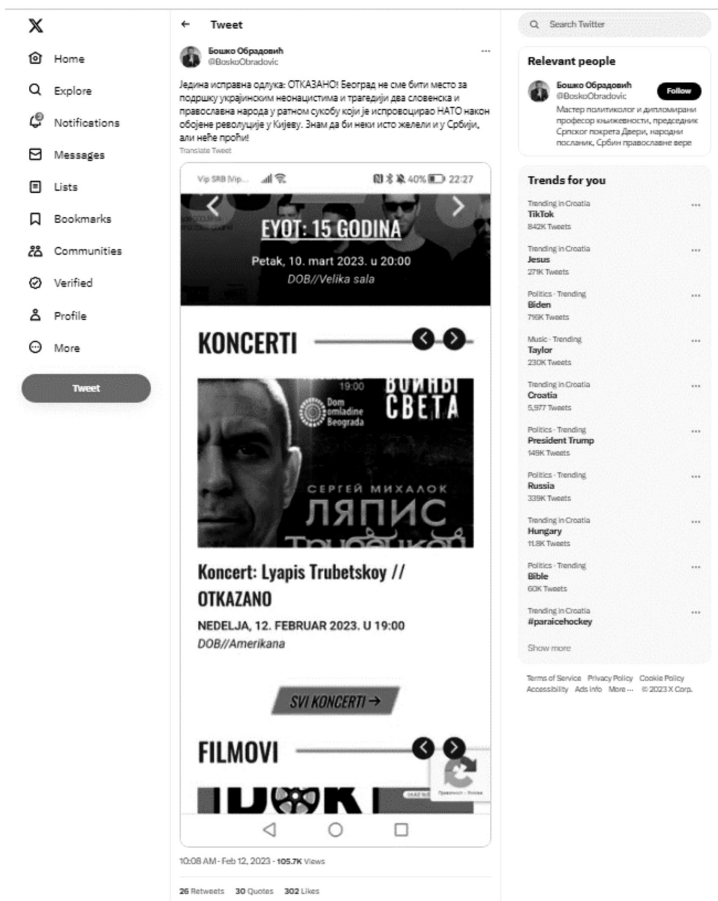 Home
Explore
Notifications
Messages
Lists
Bookmarks
Communities
Verified
Profile
More
Tweet
Tweet
Бошко Обрадовић
@BoskoObradovic
Једина исправна одлука: ОТКАЗАНО! Београд не сме бити место за
подршку украјинским неонацистима и трагедији два словенска и
православна народа у ратном сукобу који је испровоцирао НАТО након
обојене револуције у Кијеву. Знам да би неки исто желели и у Србији,
али неће проћи!
Translate Tweet
Vip SRB (Vip...
40%
22:27
EYOT: 15 GODINA
Petak, 10. mart 2023. u 20:00
DOB//Velika sala
KONCERTI
19:00
Dom
omladine
Beograda
ВОЙНЫ
СВЕТА
СЕРГЕЙ МИХАЛОК
ЛЯПИС
Трубецкой
Koncert: Lyapis Trubetskoy //
OTKAZANO
NEDELJA, 12. FEBRUAR 2023. U 19:00
DOB//Amerikana
SVI KONCERTI →
FILMOVI
10:08 AM · Feb 12, 2023 · 105.7K Views
26 Retweets 30 Quotes 302 Likes
Search Twitter
Relevant people
Бошко Обрадовић
@BoskoObradovic
Follow
Мастер политиколог и дипломирани
професор књижевности, председник
Српског покрета Двери, народни
посланик, Србин православне вере
Trends for you
Trending in Croatia
TikTok
842K Tweets
Trending in Croatia
Jesus
271K Tweets
Politics · Trending
Biden
716K Tweets
Music · Trending
Taylor
230K Tweets
Trending in Croatia
Croatia
5,977 Tweets
Politics · Trending
President Trump
149K Tweets
Politics · Trending
Russia
339K Tweets
Trending in Croatia
Hungary
11.8K Tweets
Politics · Trending
Bible
60K Tweets
Trending in Croatia
#paraicehockey
Show more
Terms of Service Privacy Policy Cookie Policy
Accessibility Ads info More ··· © 2023 X Corp.